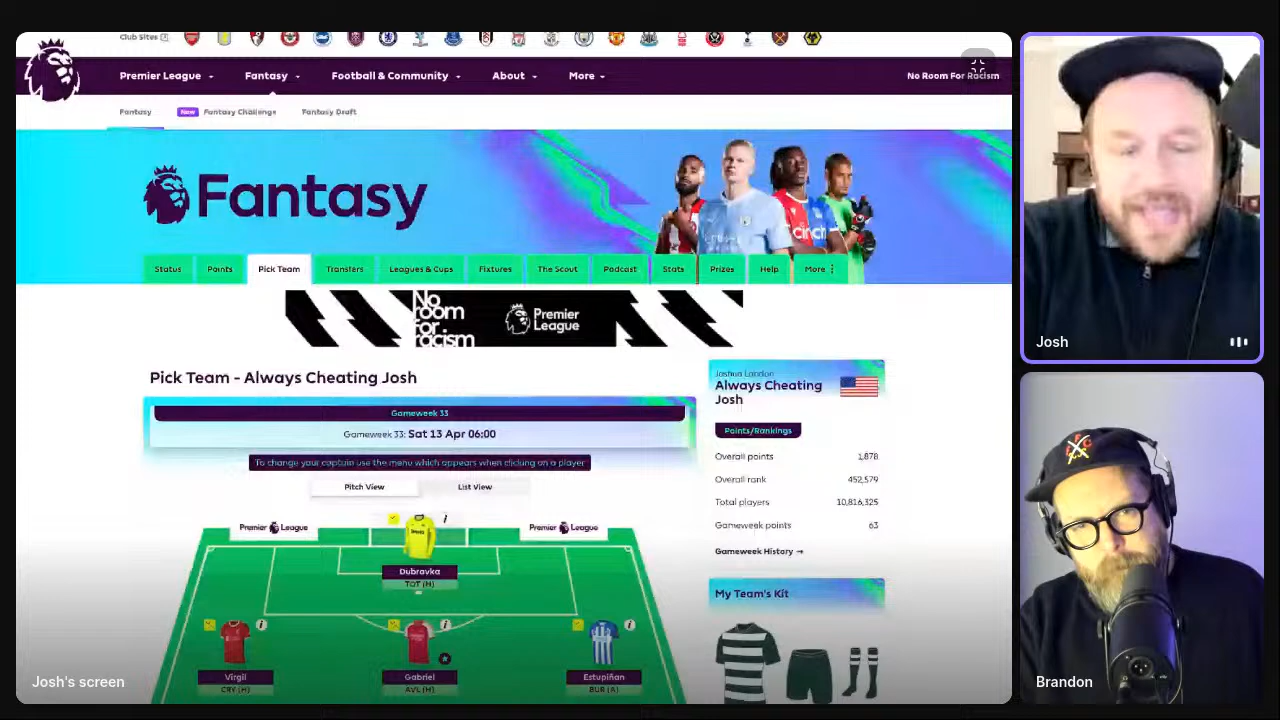 Club Sites
Premier League
Fantasy
Football & Community
About
More
No Room For Racism
Fantasy
New
Fantasy Challenge
Fantasy Draft
Fantasy
cinch
Status
Points
Pick Team
Transfers
Leagues & Cups
Fixtures
The Scout
Podcast
Stats
Prizes
Help
More
No
room
for
racism
Premier
League
Pick Team - Always Cheating Josh
Gameweek 33
Gameweek 33: Sat 13 Apr 06:00
To change your captain use the menu which appears when clicking on a player
Pitch View
List View
Premier League
Premier League
Dubravka
TOT (H)
Virgil
CRY (H)
Gabriel
AVL (H)
Estupiñan
BUR (A)
Joshua Landon
Always Cheating
Josh
Points/Rankings
Overall points 1,878
Overall rank 452,579
Total players 10,816,325
Gameweek points 63
Gameweek History →
My Team's Kit
Josh's screen
Josh
Brandon